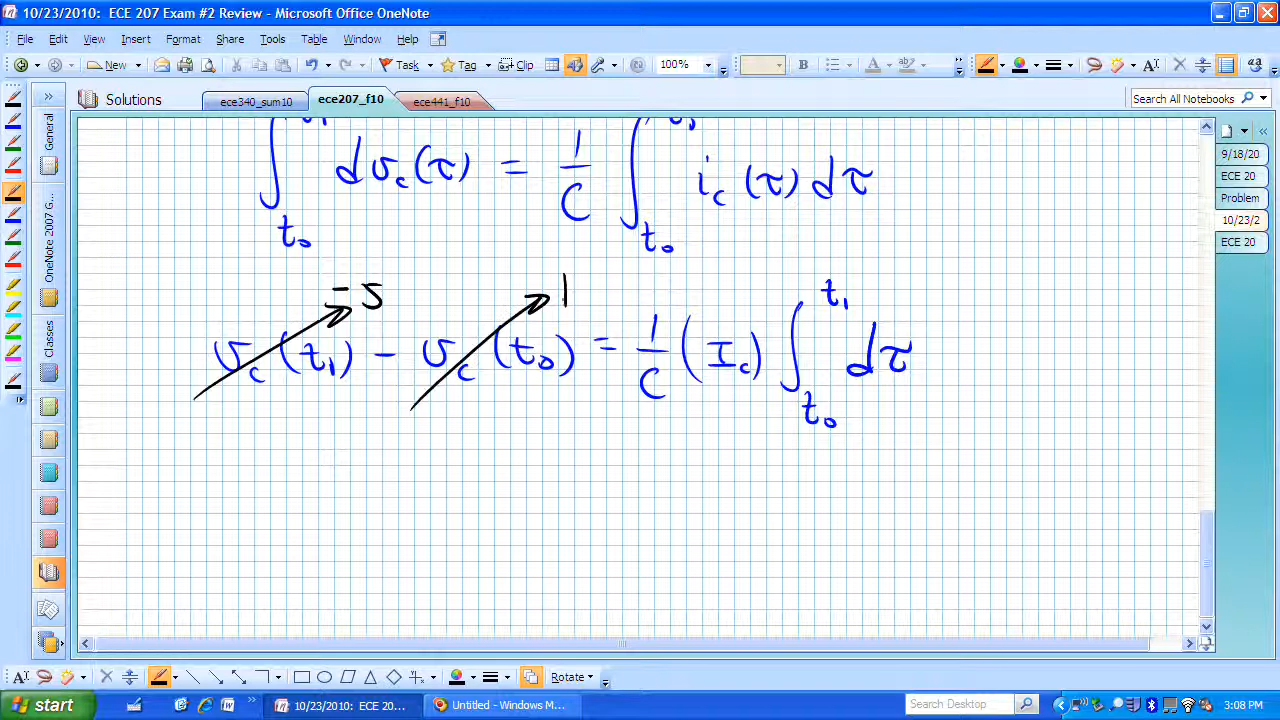 10/23/2010: ECE 207 Exam #2 Review - Microsoft Office OneNote
File Edit View Insert Format Share Tools Table Window Help
New Task Tag Clip 100% B
Solutions ece340_sum10 ece207_f10 ece441_f10 Search All Notebooks
General
OneNote 2007 G...
Classes
9/18/20
ECE 20
Problem
10/23/2
ECE 20
∫ t₀ dv_c(τ) = 1/C ∫ t₀ i_c(τ)dτ
-5 1
v_c(t₁) - v_c(t₀) = 1/C (I_c) ∫ t₁ t₀ dτ
Rotate
start 10/23/2010: ECE 20... Untitled - Windows M... Search Desktop 3:08 PM